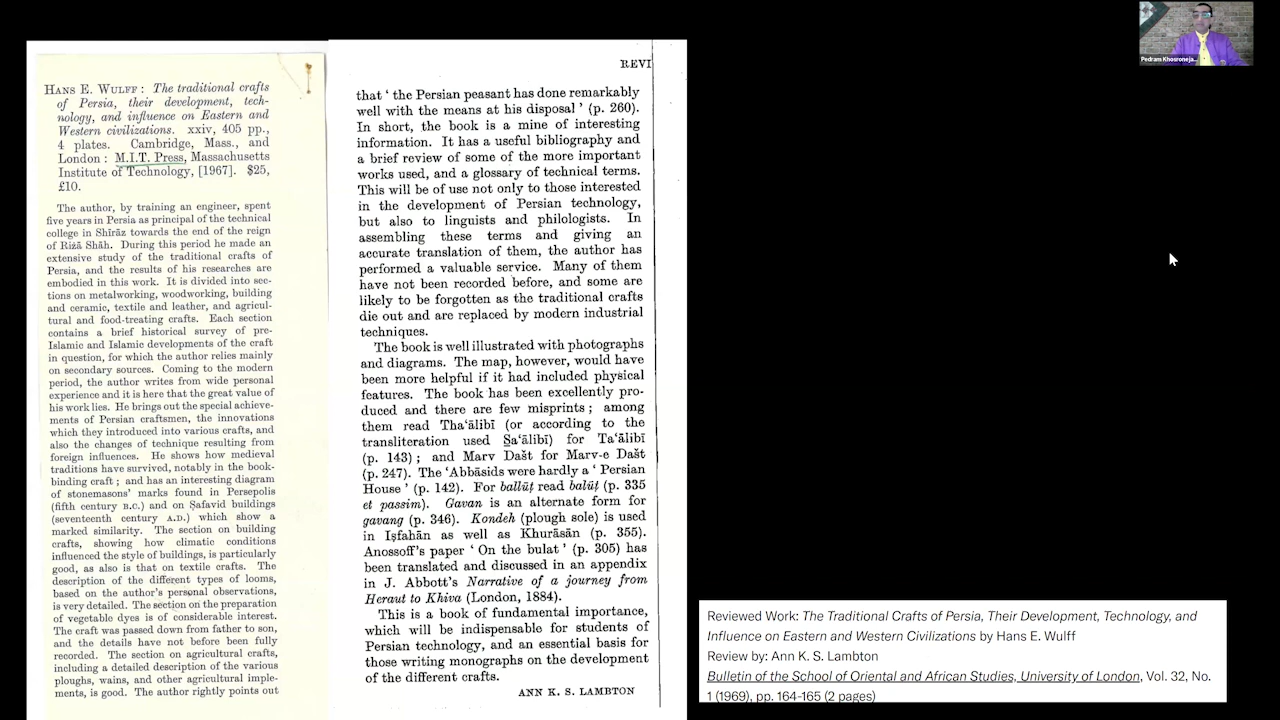 Pedram Khosroneja...
HANS E. WULFF : The traditional crafts
of Persia, their development, tech-
nology, and influence on Eastern and
Western civilizations. xxiv, 405 pp.,
4 plates. Cambridge, Mass., and
London : M.I.T. Press, Massachusetts
Institute of Technology, [1967]. $25,
£10.
The author, by training an engineer, spent
five years in Persia as principal of the technical
college in Shīrāz towards the end of the reign
of Riżā Shāh. During this period he made an
extensive study of the traditional crafts of
Persia, and the results of his researches are
embodied in this work. It is divided into sec-
tions on metalworking, woodworking, building
and ceramic, textile and leather, and agricul-
tural and food-treating crafts. Each section
contains a brief historical survey of pre-
Islamic and Islamic developments of the craft
in question, for which the author relies mainly
on secondary sources. Coming to the modern
period, the author writes from wide personal
experience and it is here that the great value of
his work lies. He brings out the special achieve-
ments of Persian craftsmen, the innovations
which they introduced into various crafts, and
also the changes of technique resulting from
foreign influences. He shows how medieval
traditions have survived, notably in the book-
binding craft ; and has an interesting diagram
of stonemasons' marks found in Persepolis
(fifth century B.C.) and on Ṣafavid buildings
(seventeenth century A.D.) which show a
marked similarity. The section on building
crafts, showing how climatic conditions
influenced the style of buildings, is particularly
good, as also is that on textile crafts. The
description of the different types of looms,
based on the author's personal observations,
is very detailed. The section on the preparation
of vegetable dyes is of considerable interest.
The craft was passed down from father to son,
and the details have not before been fully
recorded. The section on agricultural crafts,
including a detailed description of the various
ploughs, wains, and other agricultural imple-
ments, is good. The author rightly points out
REVI
that ' the Persian peasant has done remarkably
well with the means at his disposal ' (p. 260).
In short, the book is a mine of interesting
information. It has a useful bibliography and
a brief review of some of the more important
works used, and a glossary of technical terms.
This will be of use not only to those interested
in the development of Persian technology,
but also to linguists and philologists. In
assembling these terms and giving an
accurate translation of them, the author has
performed a valuable service. Many of them
have not been recorded before, and some are
likely to be forgotten as the traditional crafts
die out and are replaced by modern industrial
techniques.
The book is well illustrated with photographs
and diagrams. The map, however, would have
been more helpful if it had included physical
features. The book has been excellently pro-
duced and there are few misprints ; among
them read Tha'ālibī (or according to the
transliteration used S̱a'ālibī) for Ta'ālibī
(p. 143) ; and Marv Dašt for Marv-e Dašt
(p. 247). The 'Abbāsids were hardly a ' Persian
House ' (p. 142). For ballūṭ read balūṭ (p. 335
et passim). Gavan is an alternate form for
gavang (p. 346). Kondeh (plough sole) is used
in Iṣfahān as well as Khurāsān (p. 355).
Anossoff's paper ' On the bulat ' (p. 305) has
been translated and discussed in an appendix
in J. Abbott's Narrative of a journey from
Heraut to Khiva (London, 1884).
This is a book of fundamental importance,
which will be indispensable for students of
Persian technology, and an essential basis for
those writing monographs on the development
of the different crafts.
ANN K. S. LAMBTON
Reviewed Work: The Traditional Crafts of Persia, Their Development, Technology, and
Influence on Eastern and Western Civilizations by Hans E. Wulff
Review by: Ann K. S. Lambton
Bulletin of the School of Oriental and African Studies, University of London, Vol. 32, No.
1 (1969), pp. 164-165 (2 pages)